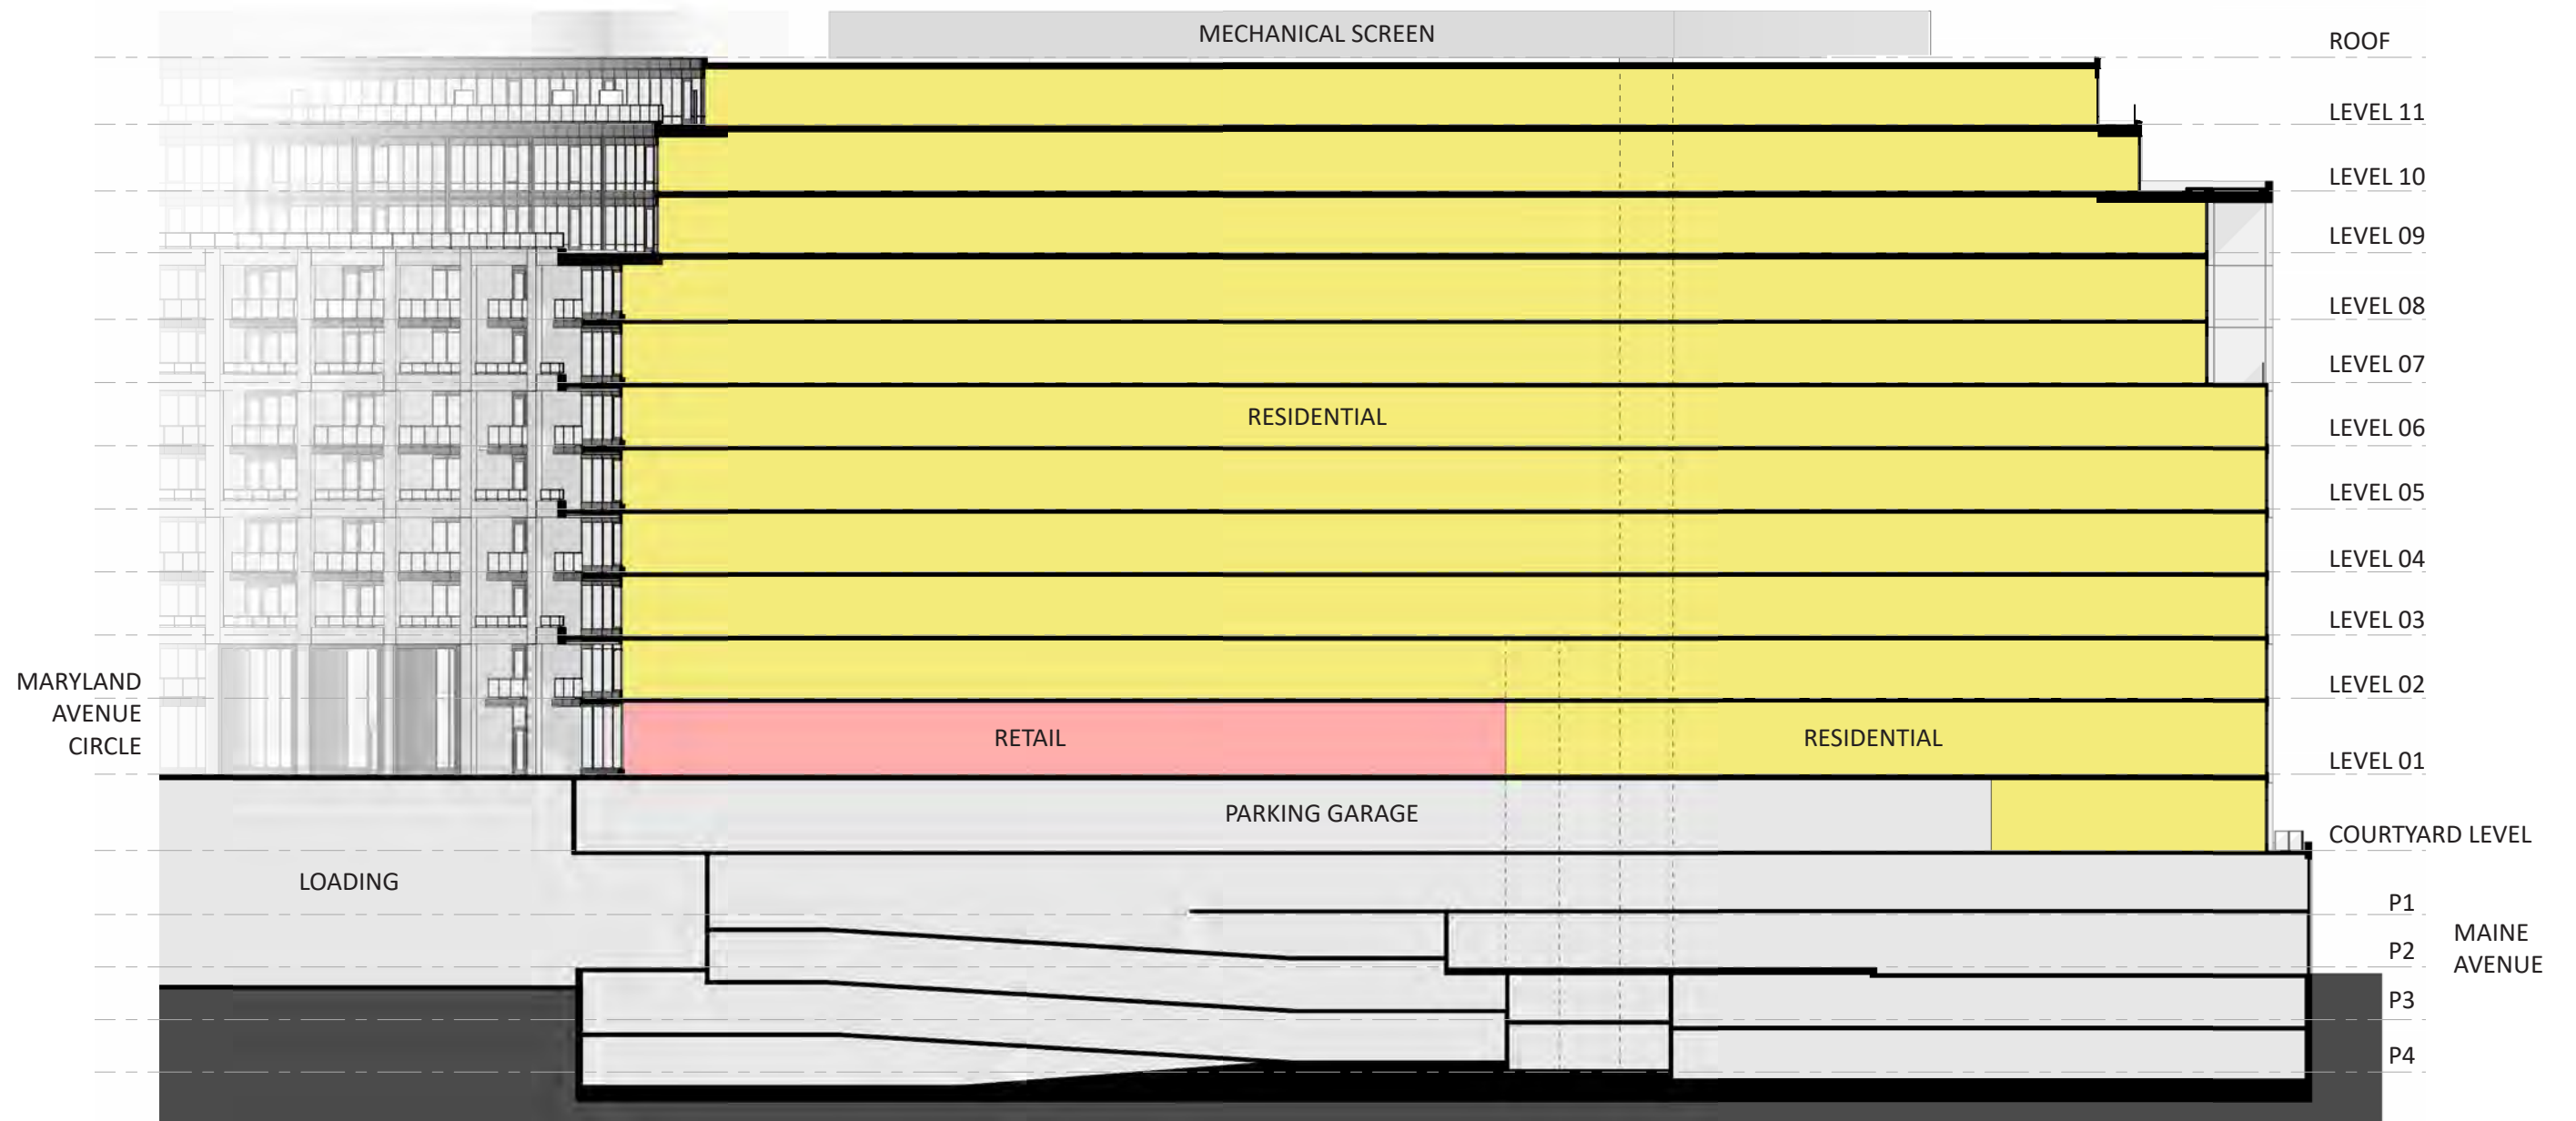 MECHANICAL SCREEN
ROOF
LEVEL 11
LEVEL 10
LEVEL 09
LEVEL 08
LEVEL 07
RESIDENTIAL
LEVEL 06
LEVEL 05
LEVEL 04
LEVEL 03
MARYLAND
AVENUE
CIRCLE
LEVEL 02
RETAIL
RESIDENTIAL
LEVEL 01
PARKING GARAGE
COURTYARD LEVEL
LOADING
P1
P2
MAINE
AVENUE
P3
P4